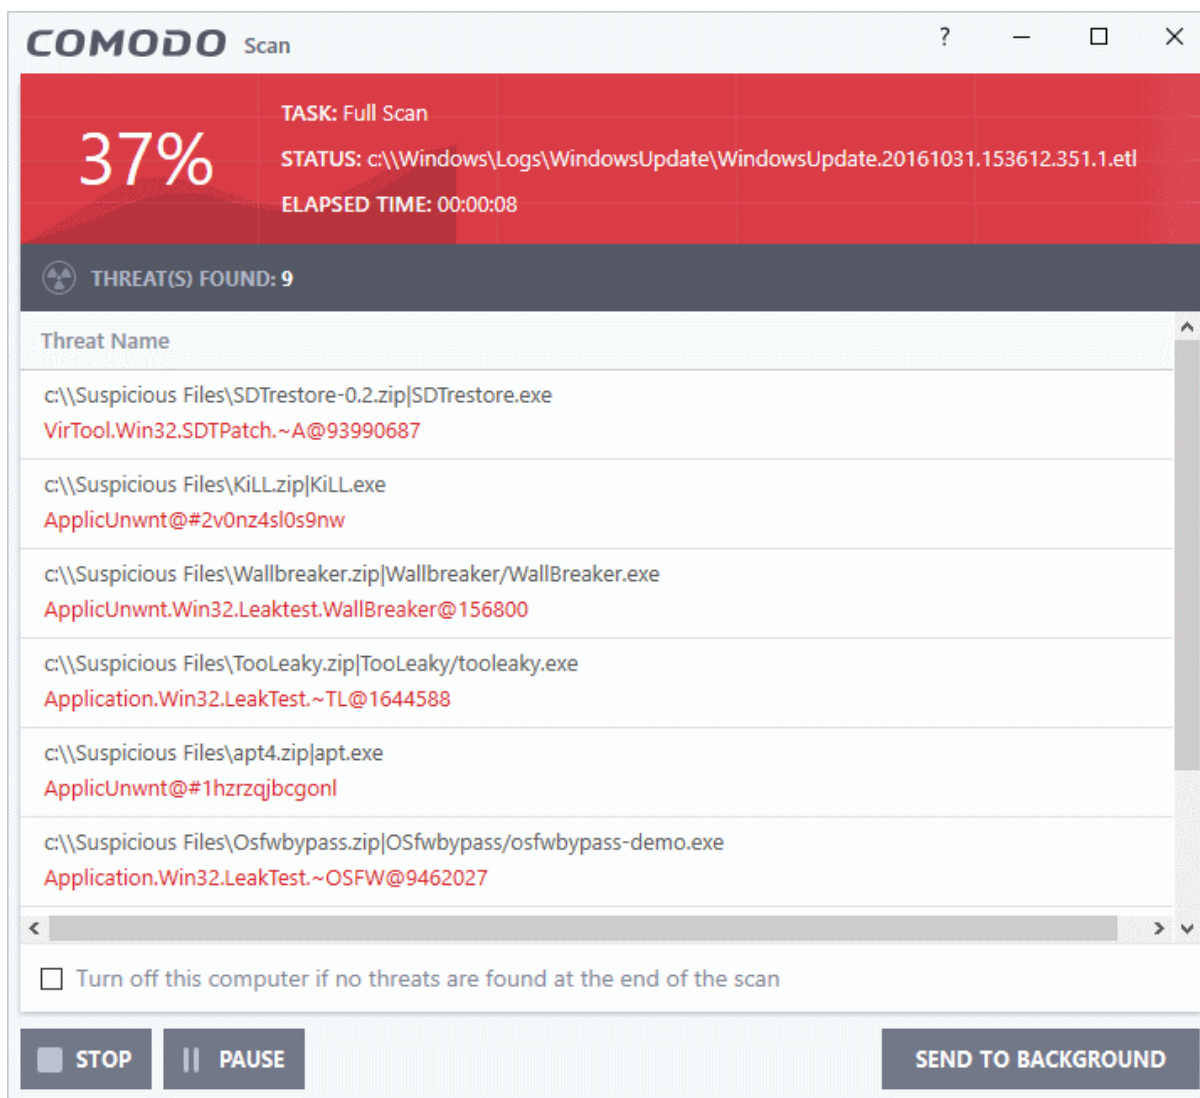 COMODO Scan ?
37%
TASK: Full Scan
STATUS: c:\\Windows\Logs\WindowsUpdate\WindowsUpdate.20161031.153612.351.1.etl
ELAPSED TIME: 00:00:08
THREAT(S) FOUND: 9
Threat Name
c:\\Suspicious Files\SDTrestore-0.2.zip|SDTrestore.exe
VirTool.Win32.SDTPatch.~A@93990687
c:\\Suspicious Files\KiLL.zip|KiLL.exe
ApplicUnwnt@#2v0nz4sl0s9nw
c:\\Suspicious Files\Wallbreaker.zip|Wallbreaker/WallBreaker.exe
ApplicUnwnt.Win32.Leaktest.WallBreaker@156800
c:\\Suspicious Files\TooLeaky.zip|TooLeaky/tooleaky.exe
Application.Win32.LeakTest.~TL@1644588
c:\\Suspicious Files\apt4.zip|apt.exe
ApplicUnwnt@#1hzrzqjbcgonl
c:\\Suspicious Files\Osfwbypass.zip|OSfwbypass/osfwbypass-demo.exe
Application.Win32.LeakTest.~OSFW@9462027
Turn off this computer if no threats are found at the end of the scan
STOP PAUSE SEND TO BACKGROUND